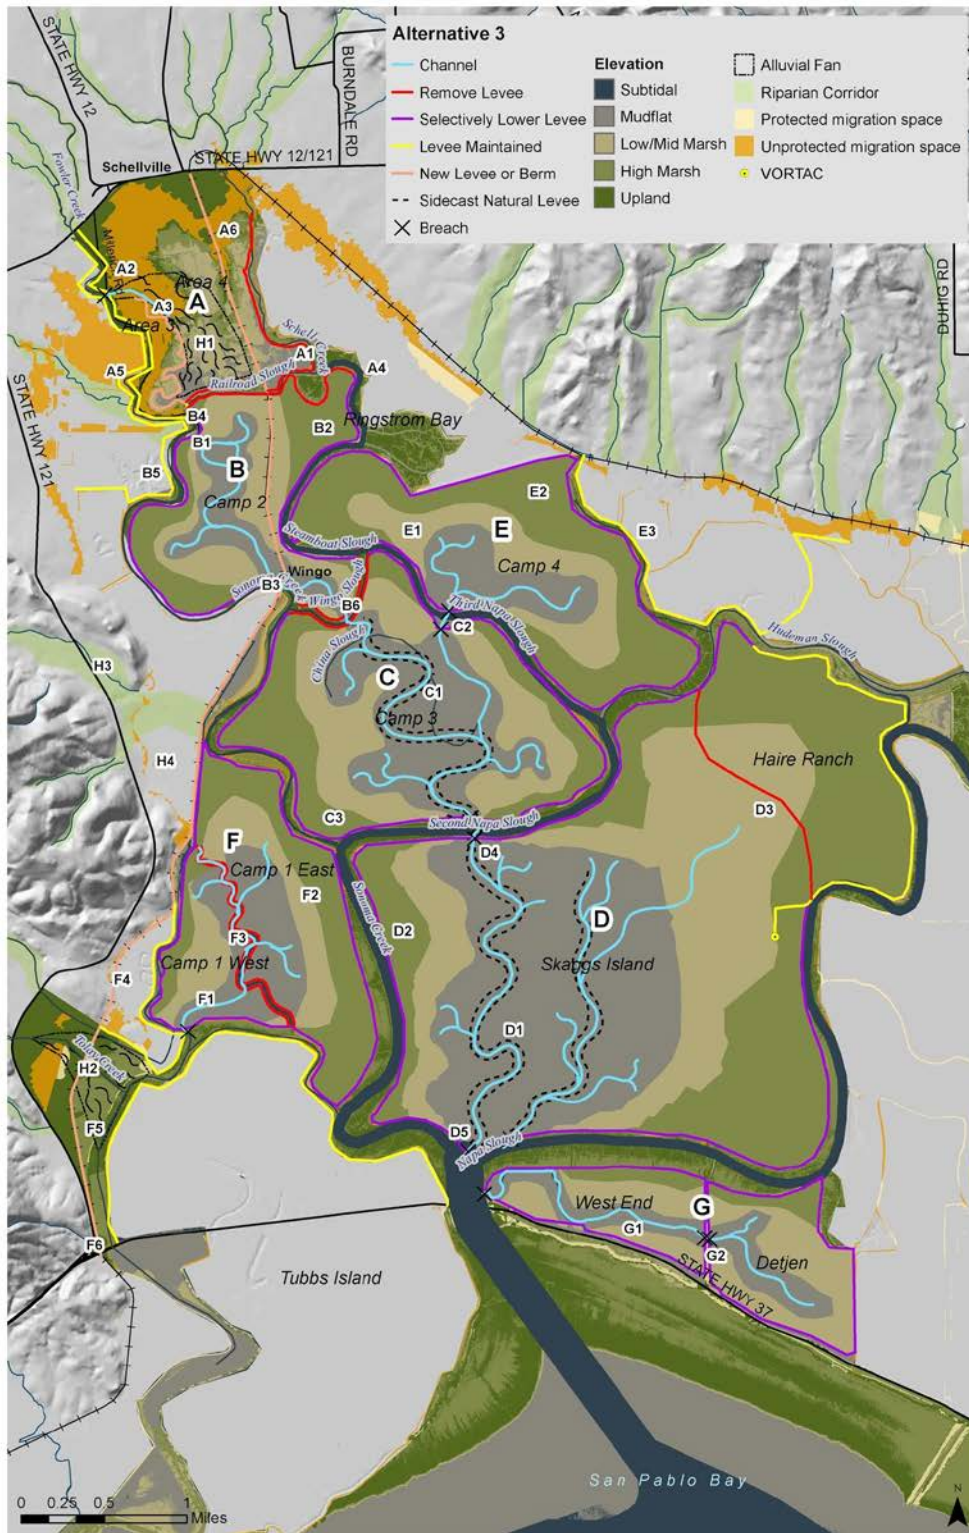 Alternative 3
Channel
Remove Levee
Selectively Lower Levee
Levee Maintained
New Levee or Berm
Sidecast Natural Levee
Breach
Elevation
Subtidal
Mudflat
Low/Mid Marsh
High Marsh
Upland
Alluvial Fan
Riparian Corridor
Protected migration space
Unprotected migration space
VORTAC
STATE HWY 12
BURNDALE RD
STATE HWY 12/121
Schellville
Fowler Creek
DUHIG RD
A6
A2
Area 4
A
A3
Area 3
H1
Schell Creek
A1
A4
A5
Railroad Slough
STATE HWY 121
B4
B1
B2
Ringstrom Bay
B5
B
Camp 2
E2
E1
E
E3
Steamboat Slough
Camp 4
Wingo
B3
Wingo Slough
B6
Third Napa Slough
C2
Hudeman Slough
China Slough
H3
C
C1
Camp 3
H4
Haire Ranch
C3
Second Napa Slough
D3
D4
F
Camp 1 East
F2
Sonoma Creek
D2
D
F3
Camp 1 West
Skaggs Island
F4
F1
D1
Tolay Creek
H2
F5
D5
Napa Slough
West End
G
G1
F6
G2
Detjen
Tubbs Island
STATE HWY 37
San Pablo Bay
0 0.25 0.5 1
Miles
N